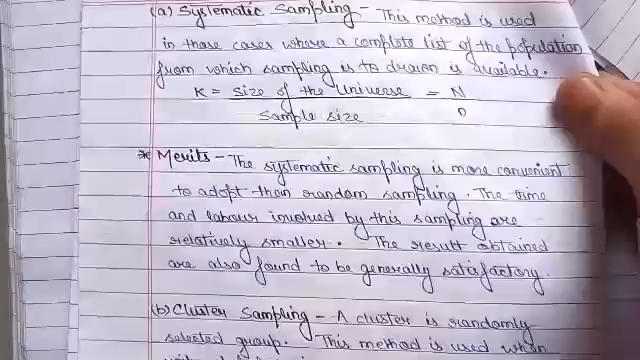 (a) Systematic Sampling - This method is used
in those cases where a complete list of the population
from which sampling is to drawn is available.
K = size of the Universe = N
Sample size n
* Merits - The systematic sampling is more convenient
to adopt than random sampling. The time
and labour involved by this sampling are
relatively smaller. The result obtained
are also found to be generally satisfactory.
(b) Cluster Sampling - A cluster is randomly
selected group. This method is used when